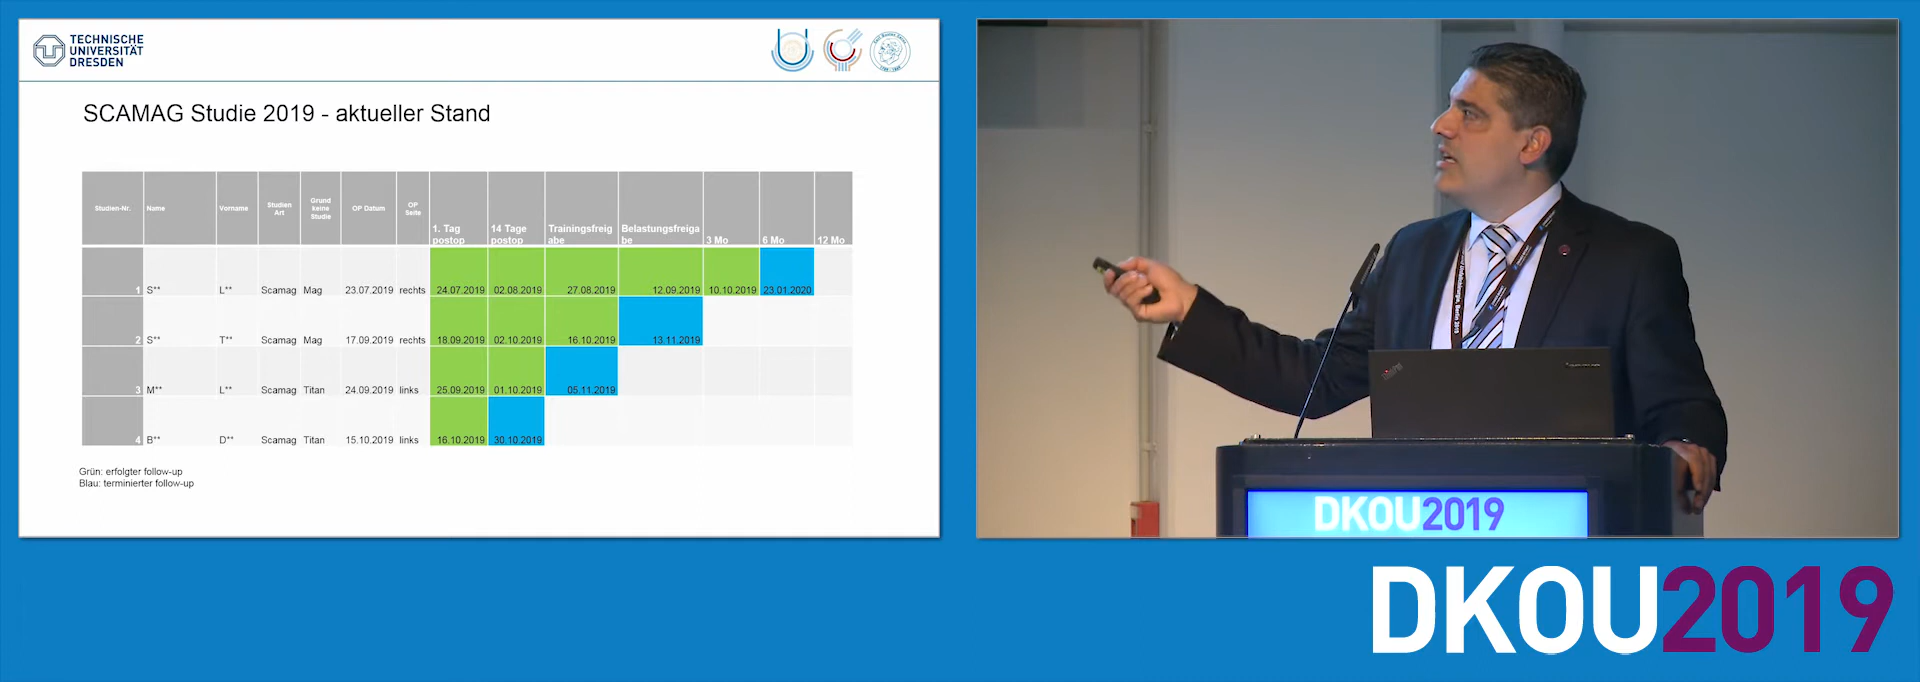 TECHNISCHE
UNIVERSITÄT
DRESDEN
SCAMAG Studie 2019 - aktueller Stand
Studien-Nr. Name Vorname Studien Art Grund keine Studie OP Datum OP Seite 1. Tag postop 14 Tage postop Trainingsfreig abe Belastungsfreiga be 3 Mo 6 Mo 12 Mo
1 S** L** Scamag Mag 23.07.2019 rechts 24.07.2019 02.08.2019 27.08.2019 12.09.2019 10.10.2019 23.01.2020
2 S** T** Scamag Mag 17.09.2019 rechts 18.09.2019 02.10.2019 16.10.2019 13.11.2019
3 M** L** Scamag Titan 24.09.2019 links 25.09.2019 01.10.2019 05.11.2019
4 B** D** Scamag Titan 15.10.2019 links 16.10.2019 30.10.2019
Grün: erfolgter follow-up
Blau: terminierter follow-up
DKOU2019
DKOU2019